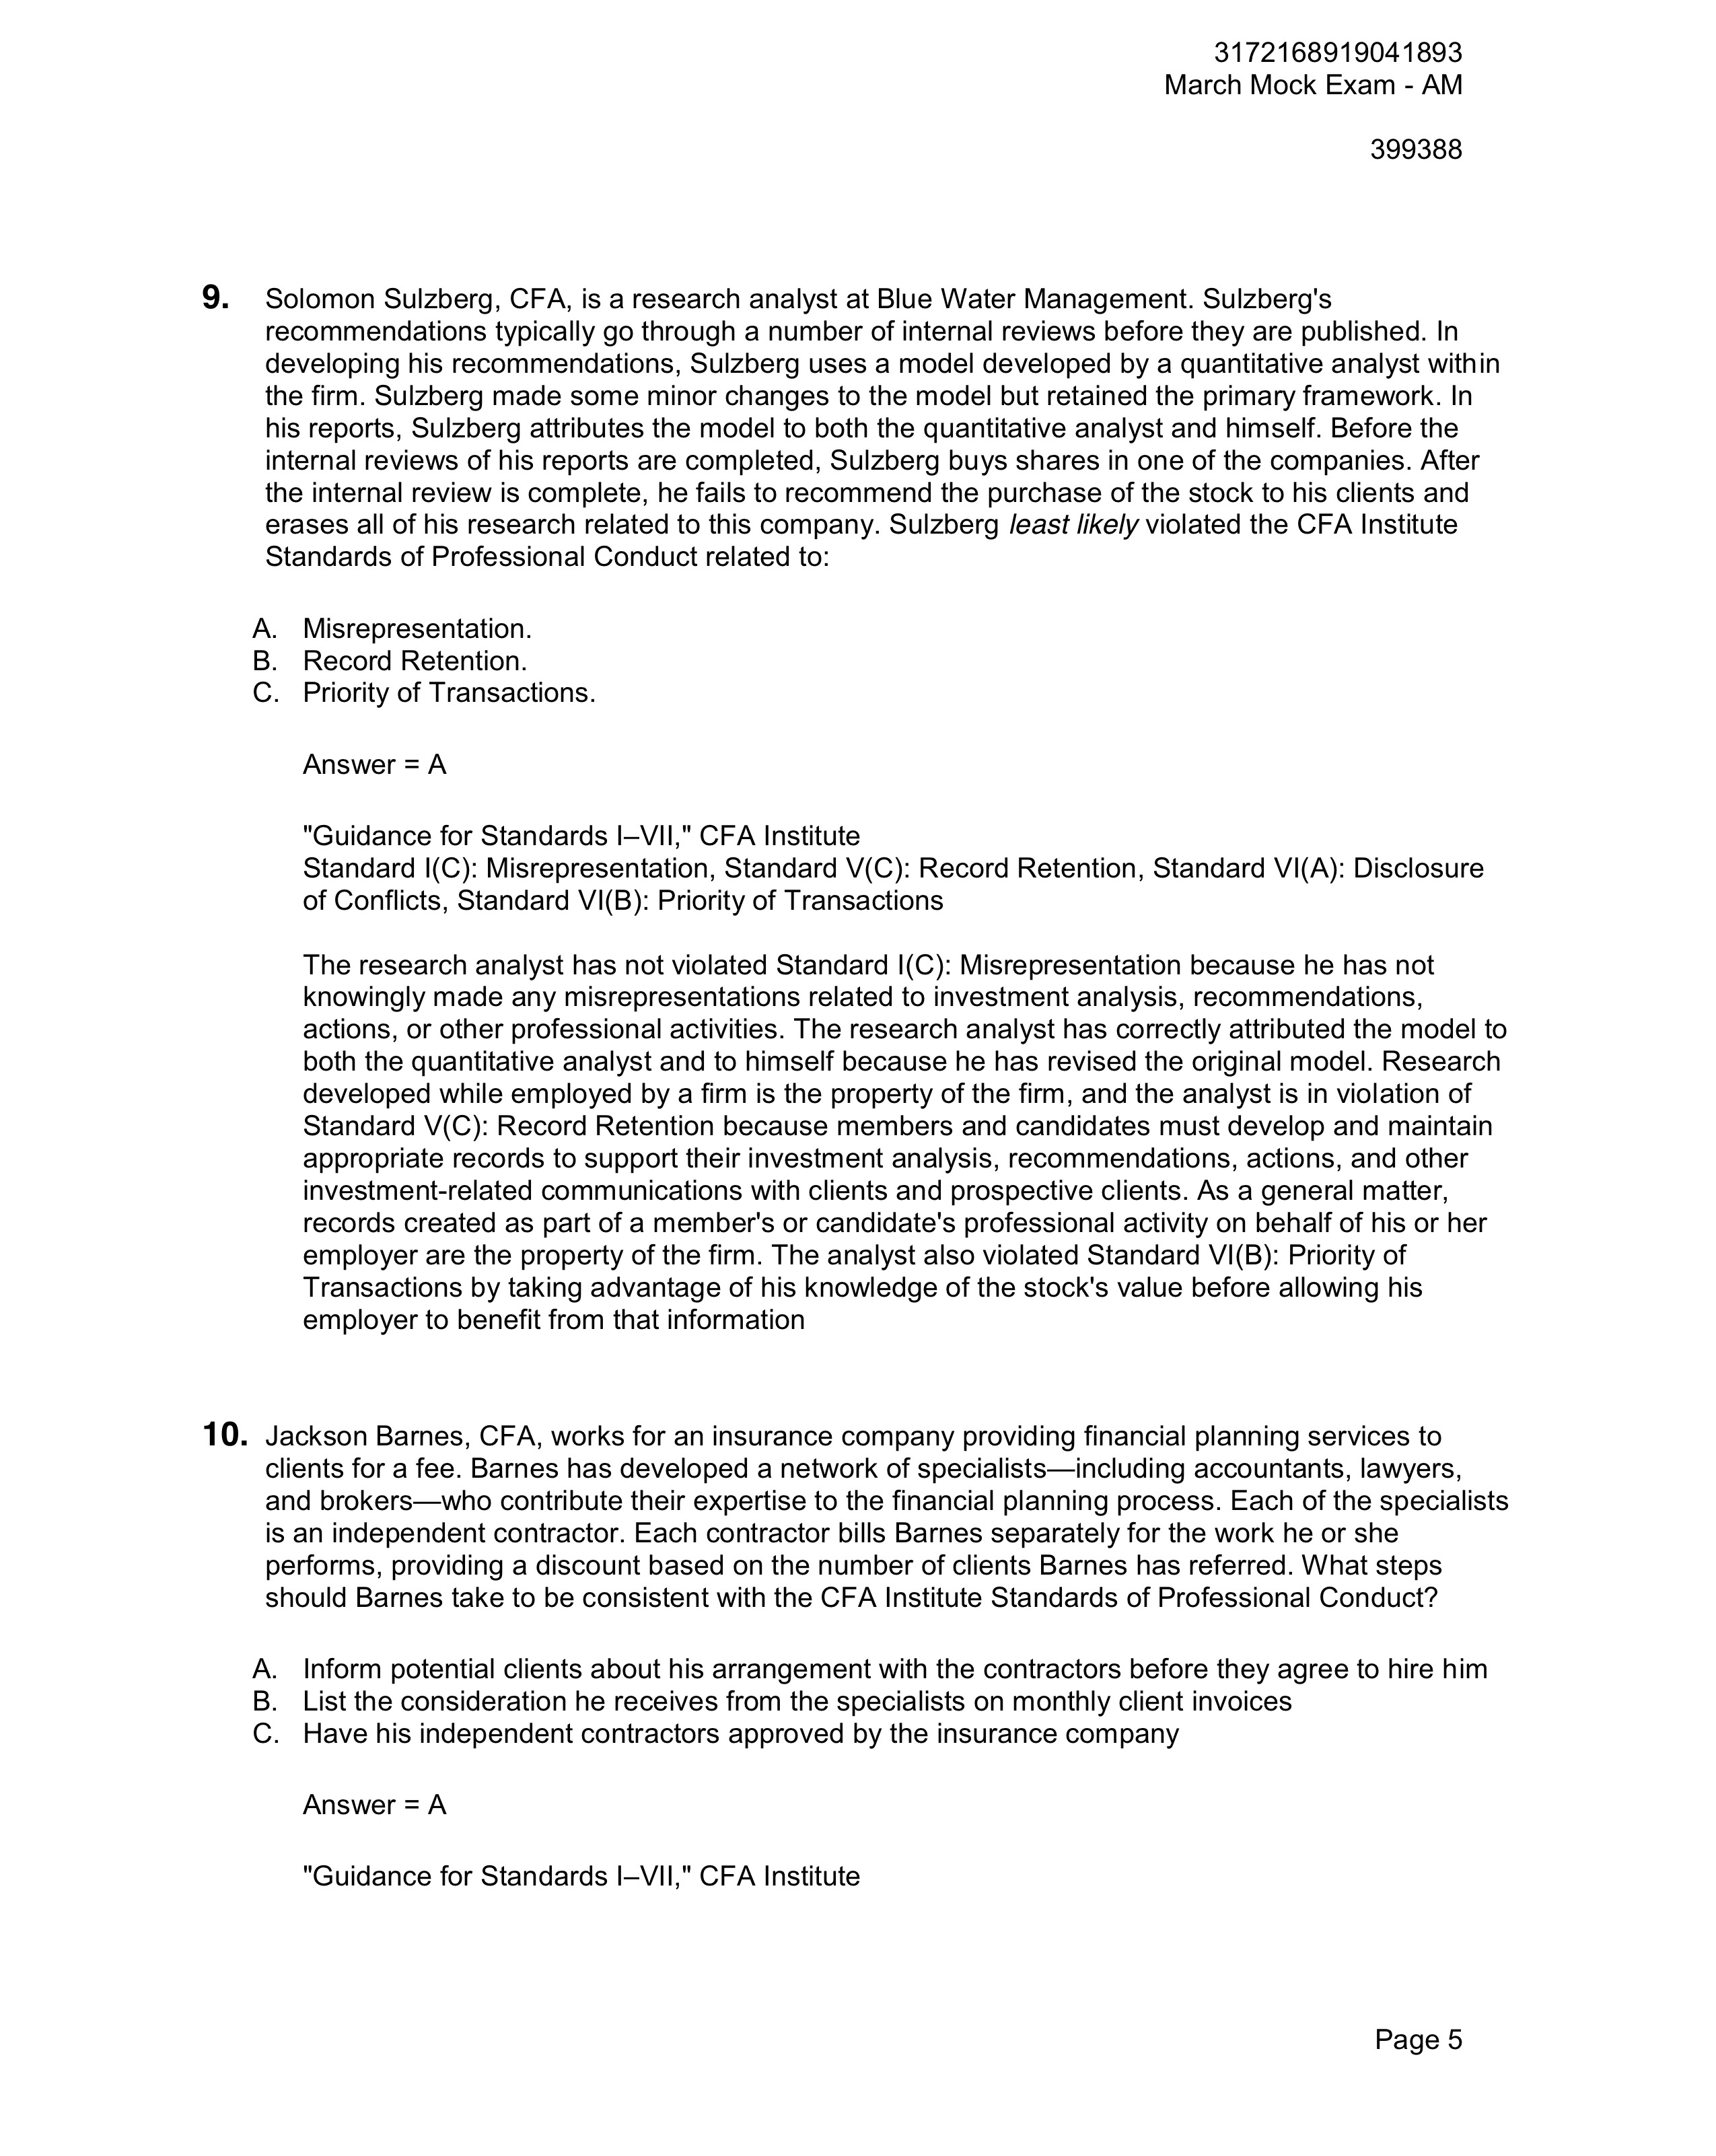 3172168919041893
March Mock Exam - AM
399388
9. Solomon Sulzberg, CFA, is a research analyst at Blue Water Management. Sulzberg's
recommendations typically go through a number of internal reviews before they are published. In
developing his recommendations, Sulzberg uses a model developed by a quantitative analyst within
the firm. Sulzberg made some minor changes to the model but retained the primary framework. In
his reports, Sulzberg attributes the model to both the quantitative analyst and himself. Before the
internal reviews of his reports are completed, Sulzberg buys shares in one of the companies. After
the internal review is complete, he fails to recommend the purchase of the stock to his clients and
erases all of his research related to this company. Sulzberg least likely violated the CFA Institute
Standards of Professional Conduct related to:
A. Misrepresentation.
B. Record Retention.
C. Priority of Transactions.
Answer = A
"Guidance for Standards I–VII," CFA Institute
Standard I(C): Misrepresentation, Standard V(C): Record Retention, Standard VI(A): Disclosure
of Conflicts, Standard VI(B): Priority of Transactions
The research analyst has not violated Standard I(C): Misrepresentation because he has not
knowingly made any misrepresentations related to investment analysis, recommendations,
actions, or other professional activities. The research analyst has correctly attributed the model to
both the quantitative analyst and to himself because he has revised the original model. Research
developed while employed by a firm is the property of the firm, and the analyst is in violation of
Standard V(C): Record Retention because members and candidates must develop and maintain
appropriate records to support their investment analysis, recommendations, actions, and other
investment-related communications with clients and prospective clients. As a general matter,
records created as part of a member's or candidate's professional activity on behalf of his or her
employer are the property of the firm. The analyst also violated Standard VI(B): Priority of
Transactions by taking advantage of his knowledge of the stock's value before allowing his
employer to benefit from that information
10. Jackson Barnes, CFA, works for an insurance company providing financial planning services to
clients for a fee. Barnes has developed a network of specialists—including accountants, lawyers,
and brokers—who contribute their expertise to the financial planning process. Each of the specialists
is an independent contractor. Each contractor bills Barnes separately for the work he or she
performs, providing a discount based on the number of clients Barnes has referred. What steps
should Barnes take to be consistent with the CFA Institute Standards of Professional Conduct?
A. Inform potential clients about his arrangement with the contractors before they agree to hire him
B. List the consideration he receives from the specialists on monthly client invoices
C. Have his independent contractors approved by the insurance company
Answer = A
"Guidance for Standards I–VII," CFA Institute
Page 5